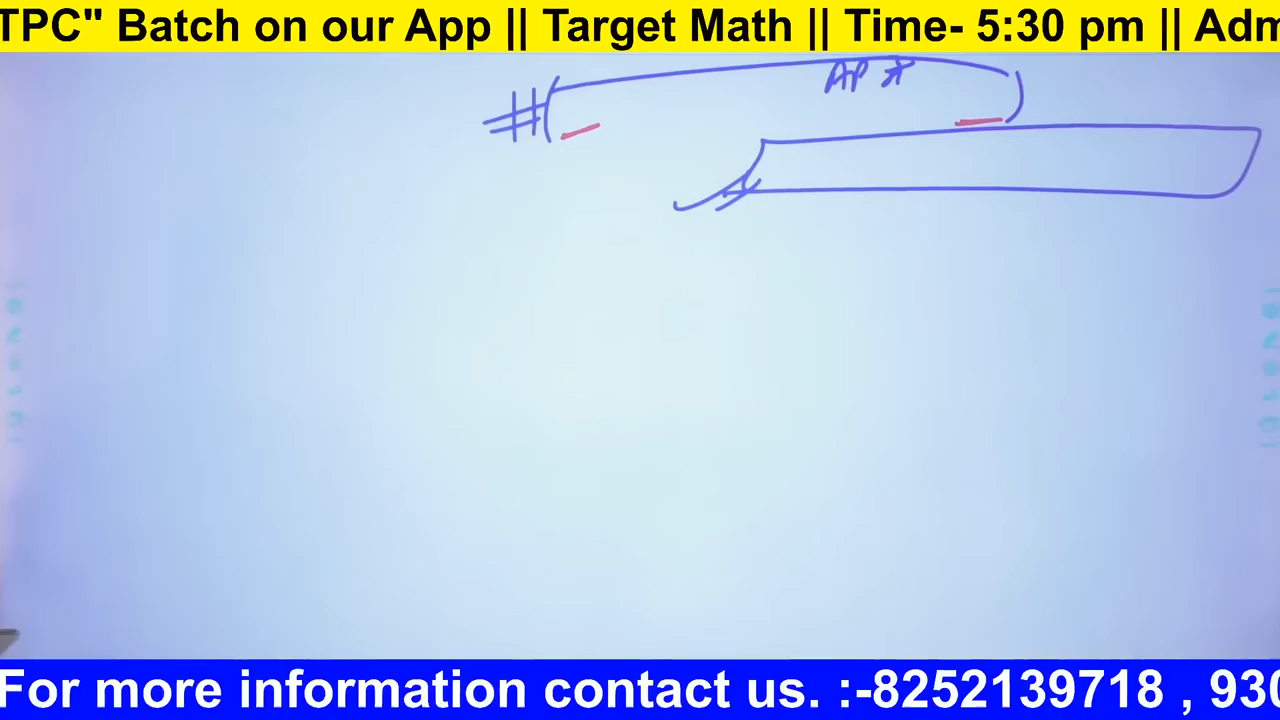 TPC" Batch on our App || Target Math || Time- 5:30 pm || Adm
AP
For more information contact us. :-8252139718 , 930